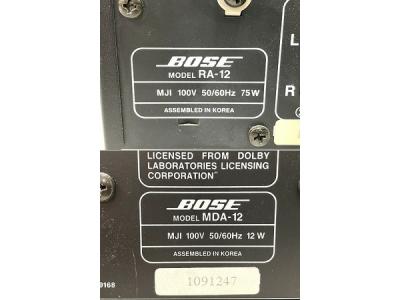 BOSE
MODEL RA-12
MJI 100V 50/60Hz 75W
ASSEMBLED IN KOREA
L
R
LICENSED FROM DOLBY
LABORATORIES LICENSING
CORPORATION
BOSE
MODEL MDA-12
MJI 100V 50/60Hz 12 W
ASSEMBLED IN KOREA
9168
1091247